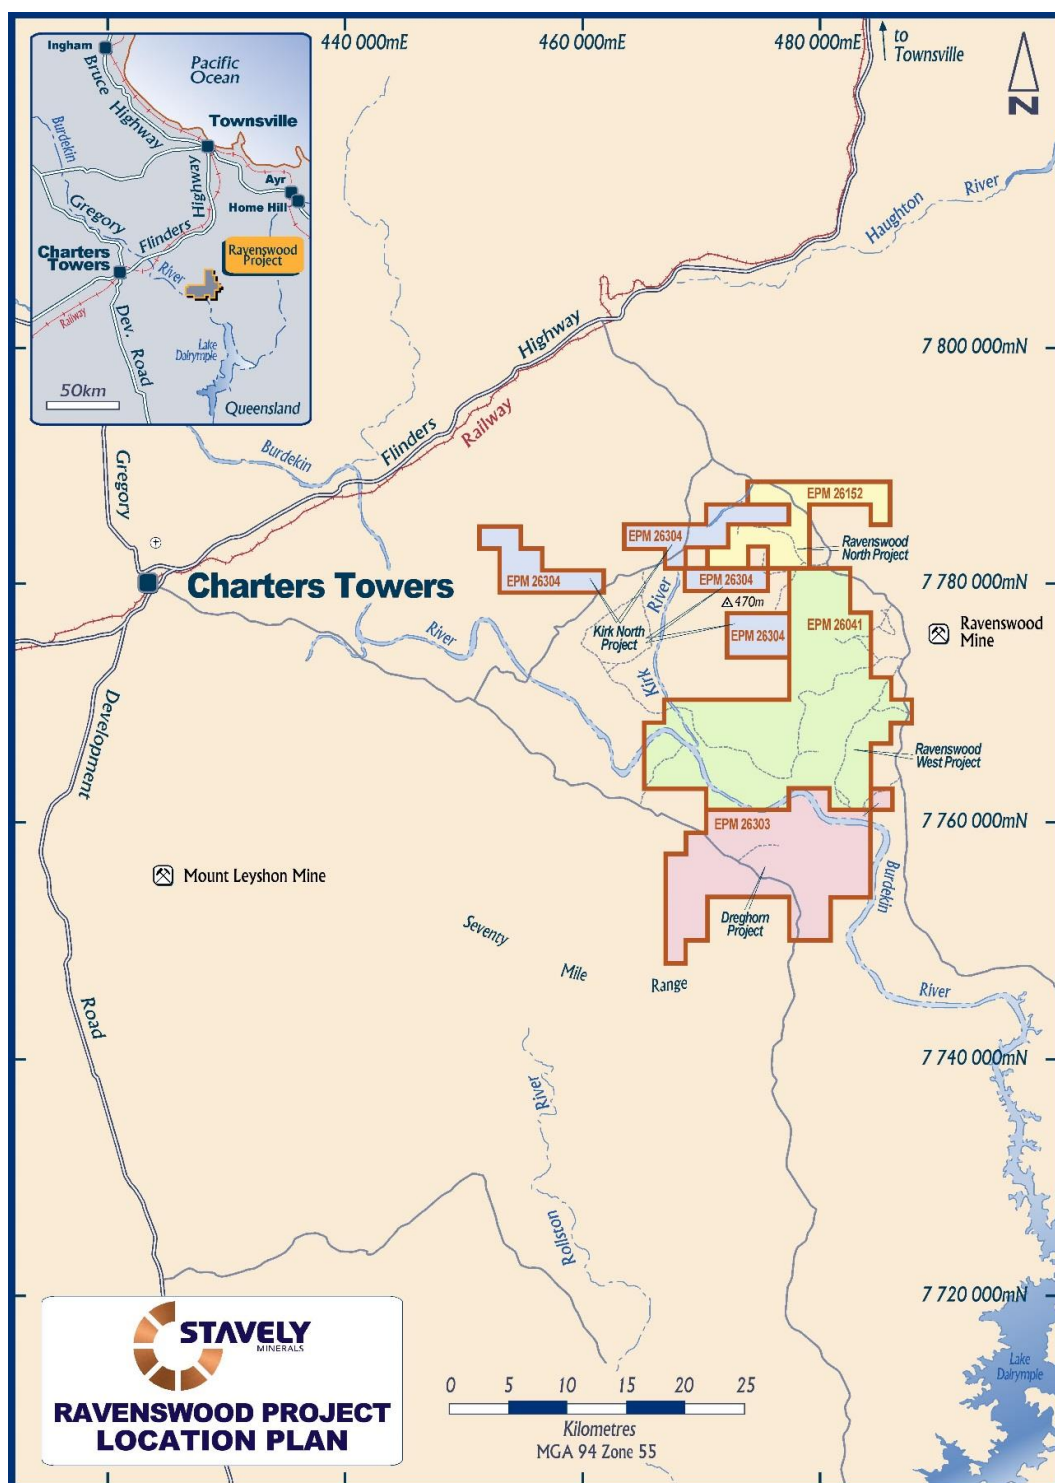 440 000mE
460 000mE
480 000mE
to
Townsville
N
Ingham
Bruce
Highway
Pacific
Ocean
Burdekin
Townsville
Highway
Ayr
Home Hill
Gregory
Flinders
Charters
Towers
River
Ravenswood
Project
Railway
Dev.
Road
Lake
Dalrymple
50km
Queensland
Haughton
River
7 800 000mN
Highway
Flinders
Railway
Burdekin
Gregory
EPM 26152
EPM 26304
Ravenswood
North Project
Charters Towers
EPM 26304
EPM 26304
7 780 000mN
470m
River
River
Kirk North
Project
EPM 26304
EPM 26041
Ravenswood
Mine
Kirk
Development
Ravenswood
West Project
7 760 000mN
EPM 26303
Mount Leyshon Mine
Burdekin
Dreghorn
Project
Seventy
Mile
Range
River
Road
7 740 000mN
River
Rollston
7 720 000mN
Lake
Dalrymple
STAVELY
MINERALS
RAVENSWOOD PROJECT
LOCATION PLAN
0 5 10 15 20 25
Kilometres
MGA 94 Zone 55